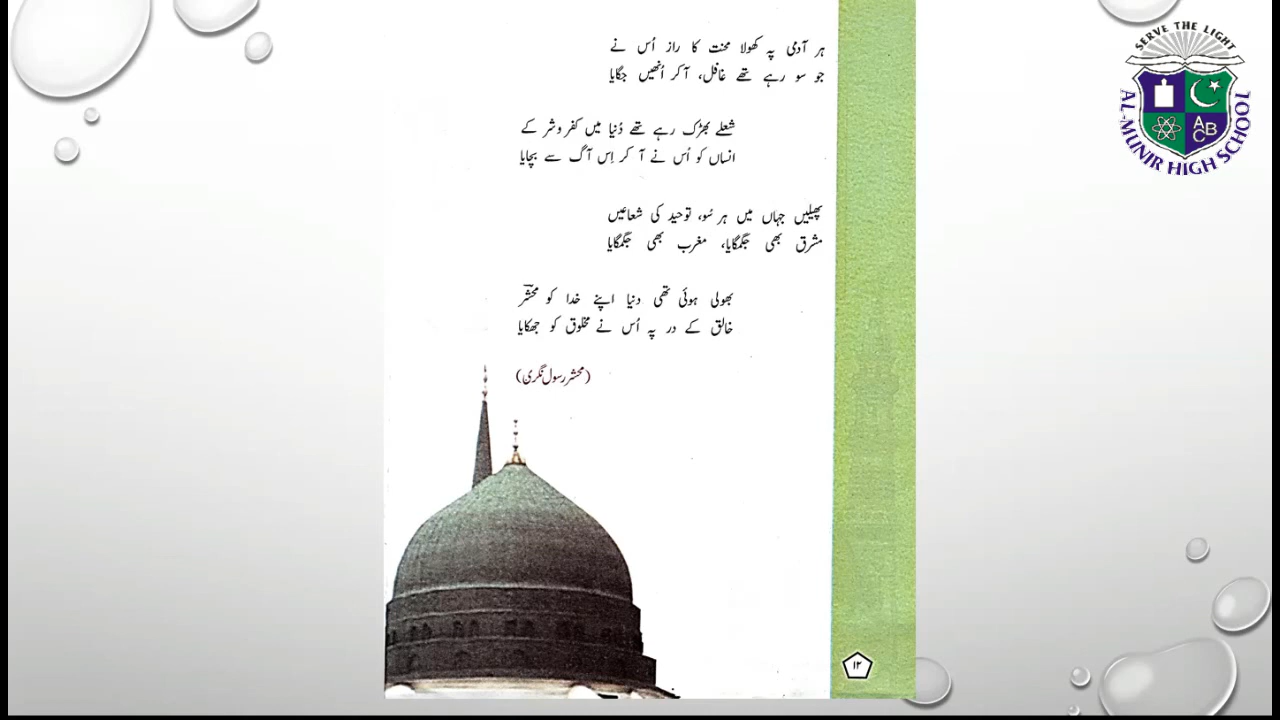 ہر آدمی پہ کھولا محنت کا راز اُس نے
جو سو رہے تھے غافل، آ کر اُنھیں جگایا
شعلے بھڑک رہے تھے دُنیا میں کفر و شر کے
انساں کو اُس نے آ کر اِس آگ سے بچایا
پھیلیں جہاں میں ہر سُو، توحید کی شعاعیں
مشرق بھی جگمگایا، مغرب بھی جگمگایا
بھولی ہوئی تھی دنیا اپنے خدا کو محشرؔ
خالق کے در پہ اُس نے مخلوق کو جھکایا
(محشر رسول نگری)
۱۲
SERVE THE LIGHT
A B C
AL-MUNIR HIGH SCHOOL